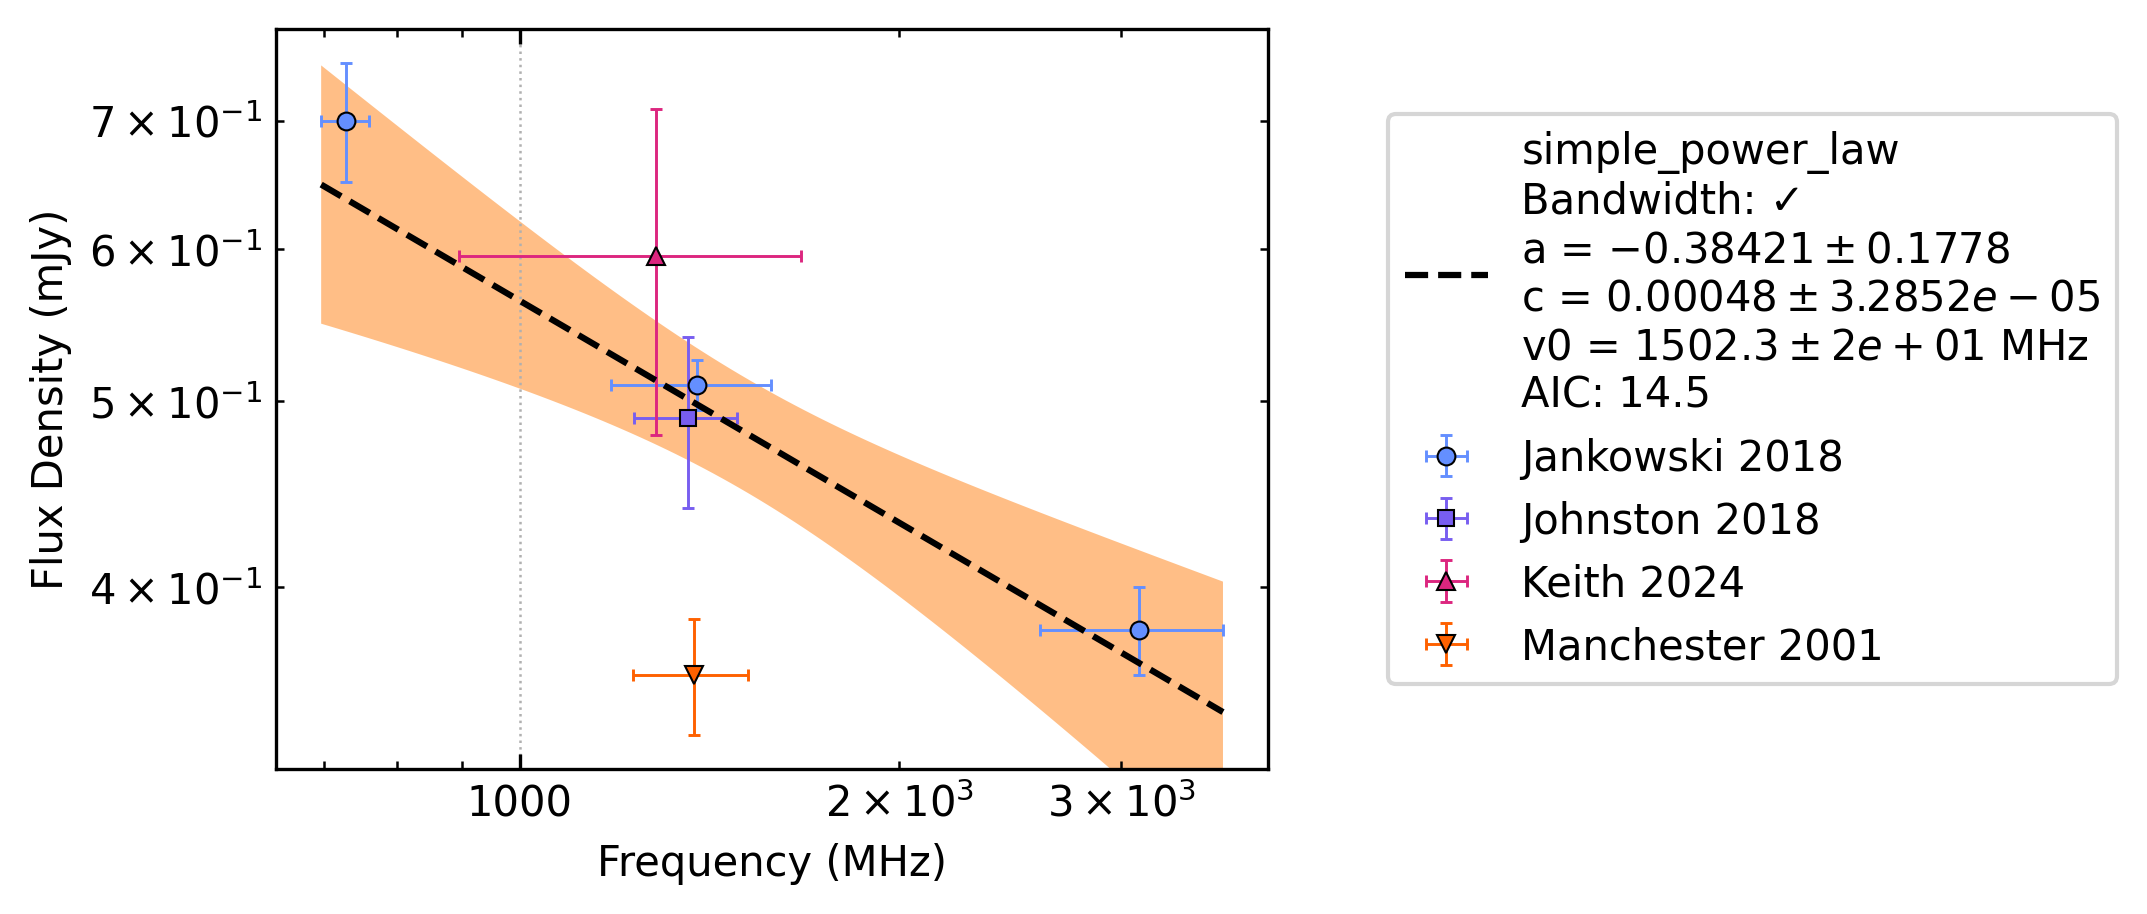 7 × 10⁻¹
6 × 10⁻¹
5 × 10⁻¹
4 × 10⁻¹
Flux Density (mJy)
1000
2 × 10³
3 × 10³
Frequency (MHz)
simple_power_law
Bandwidth: ✓
a = −0.38421 ± 0.1778
c = 0.00048 ± 3.2852e − 05
v0 = 1502.3 ± 2e + 01 MHz
AIC: 14.5
Jankowski 2018
Johnston 2018
Keith 2024
Manchester 2001